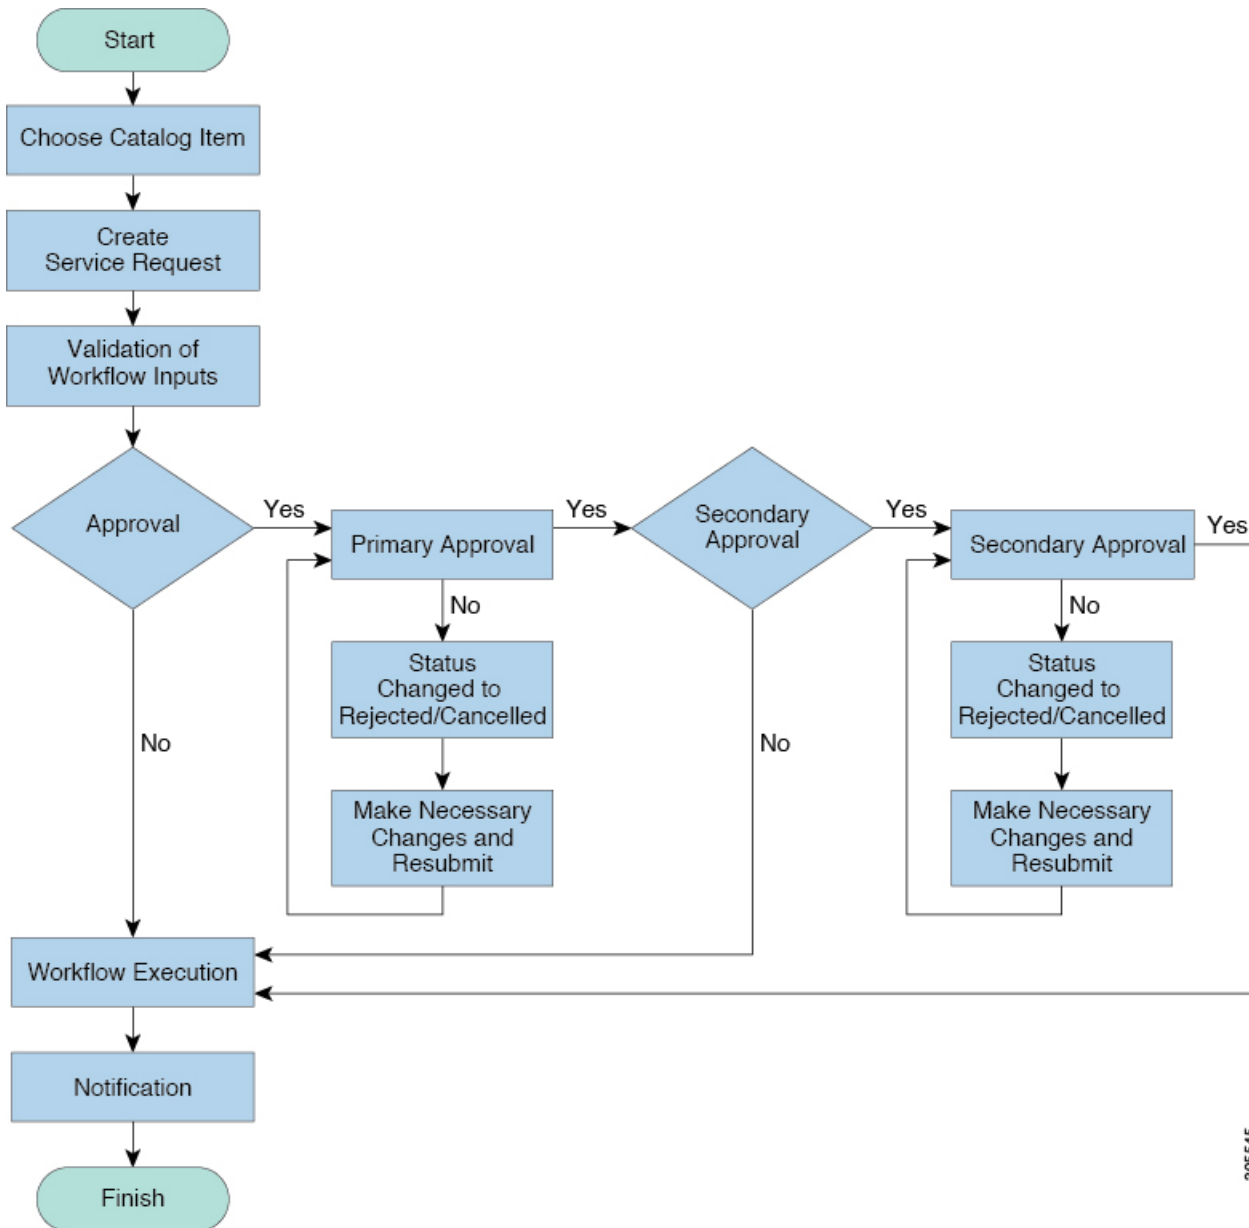 Start
Choose Catalog Item
Create
Service Request
Validation of
Workflow Inputs
Approval
Yes
Primary Approval
Yes
Secondary
Approval
Yes
Secondary Approval
Yes
No
No
Status
Changed to
Rejected/Cancelled
Status
Changed to
Rejected/Cancelled
No
No
Make Necessary
Changes and
Resubmit
Make Necessary
Changes and
Resubmit
Workflow Execution
Notification
Finish